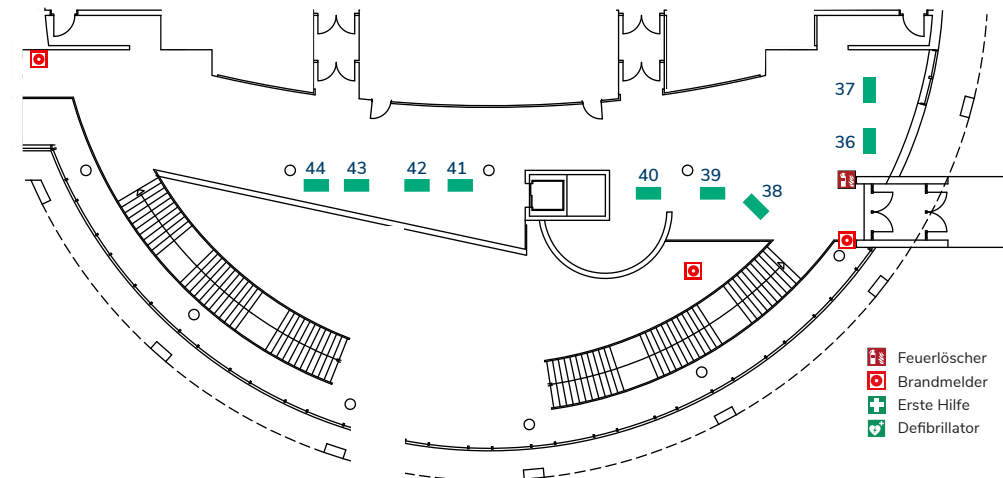 37
36
44 43 42 41 40 39 38
Feuerlöscher
Brandmelder
Erste Hilfe
Defibrillator